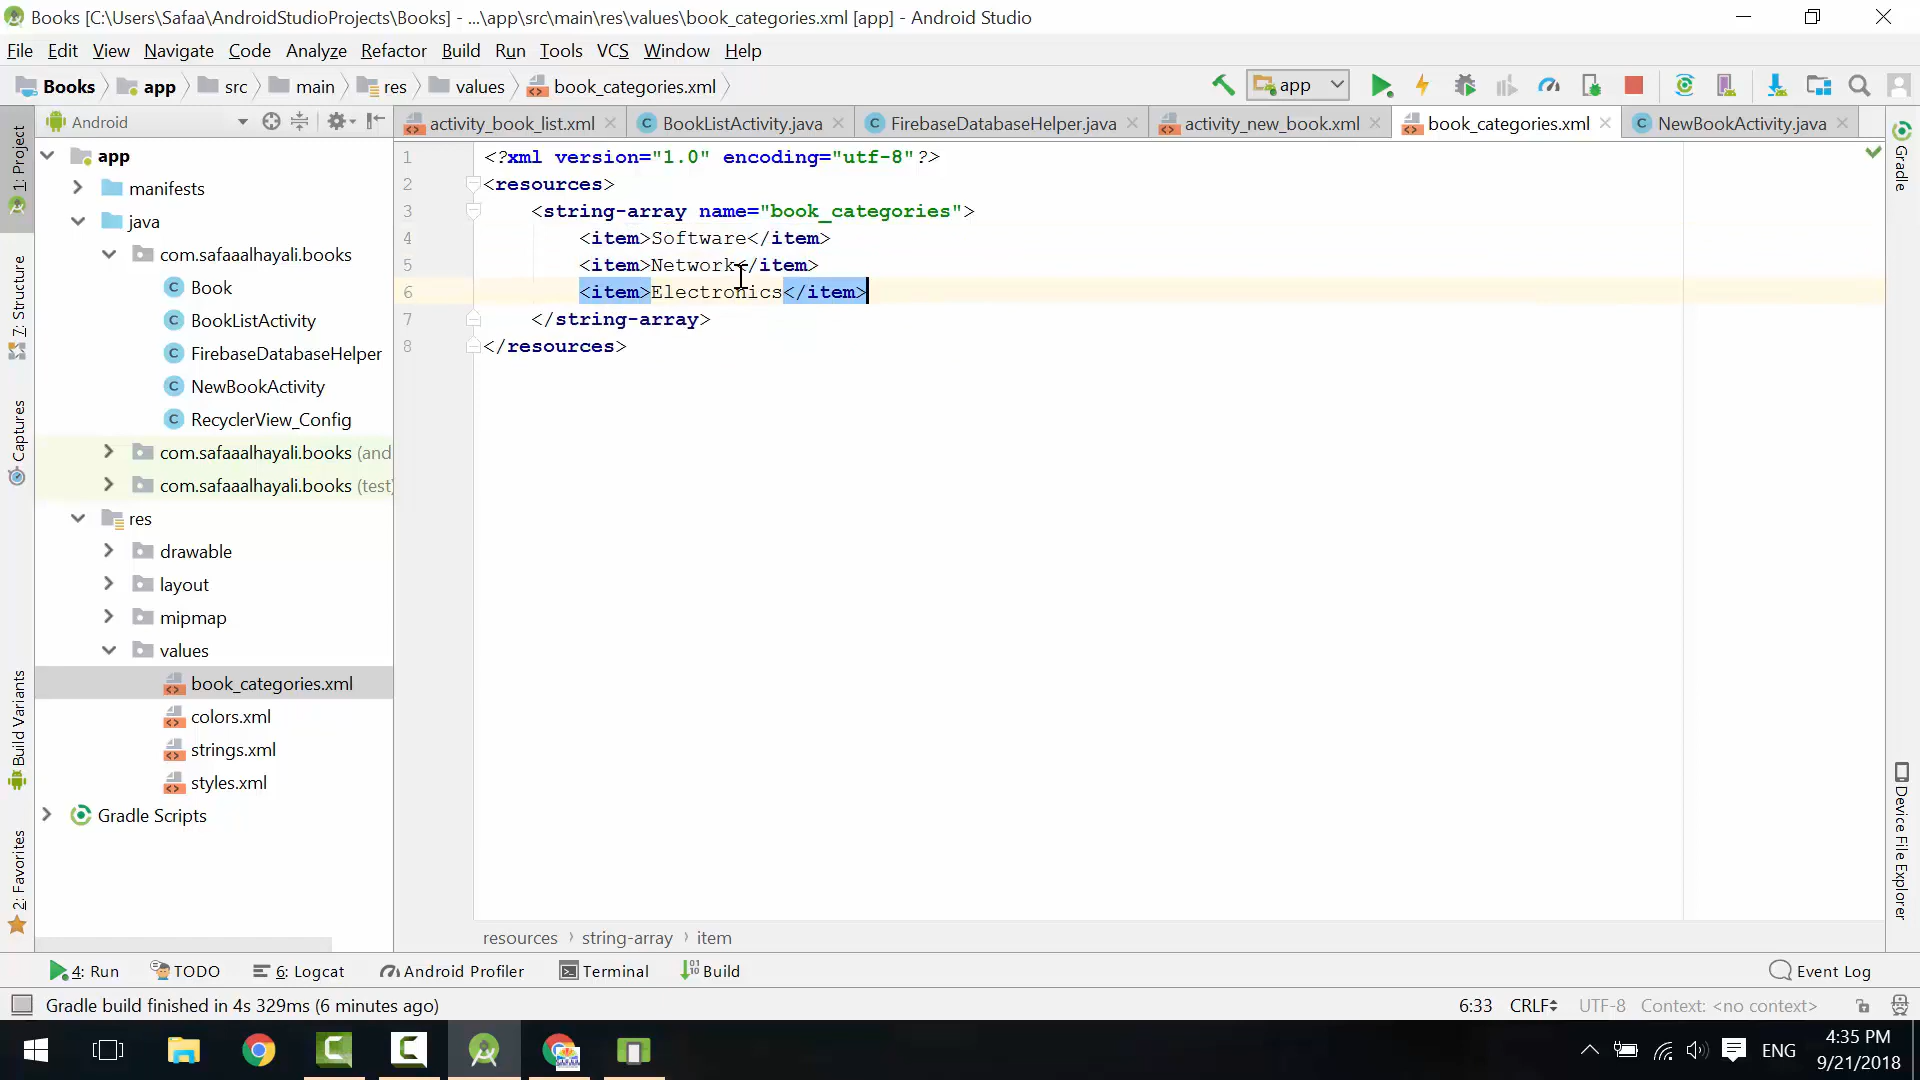 Books [C:\Users\Safaa\AndroidStudioProjects\Books] - ...\app\src\main\res\values\book_categories.xml [app] - Android Studio
File Edit View Navigate Code Analyze Refactor Build Run Tools VCS Window Help
Books app src main res values book_categories.xml app
Android
activity_book_list.xml BookListActivity.java FirebaseDatabaseHelper.java activity_new_book.xml book_categories.xml NewBookActivity.java
1: Project
7: Structure
Captures
Build Variants
2: Favorites
app
manifests
java
com.safaaalhayali.books
Book
BookListActivity
FirebaseDatabaseHelper
NewBookActivity
RecyclerView_Config
com.safaaalhayali.books (and
com.safaaalhayali.books (test)
res
drawable
layout
mipmap
values
book_categories.xml
colors.xml
strings.xml
styles.xml
Gradle Scripts
1 <?xml version="1.0" encoding="utf-8"?>
2 <resources>
3 <string-array name="book_categories">
4 <item>Software</item>
5 <item>Network</item>
6 <item>Electronics</item>
7 </string-array>
8 </resources>
Gradle
Device File Explorer
resources › string-array › item
4: Run TODO 6: Logcat Android Profiler Terminal Build Event Log
Gradle build finished in 4s 329ms (6 minutes ago) 6:33 CRLF UTF-8 Context: <no context>
ENG
4:35 PM
9/21/2018